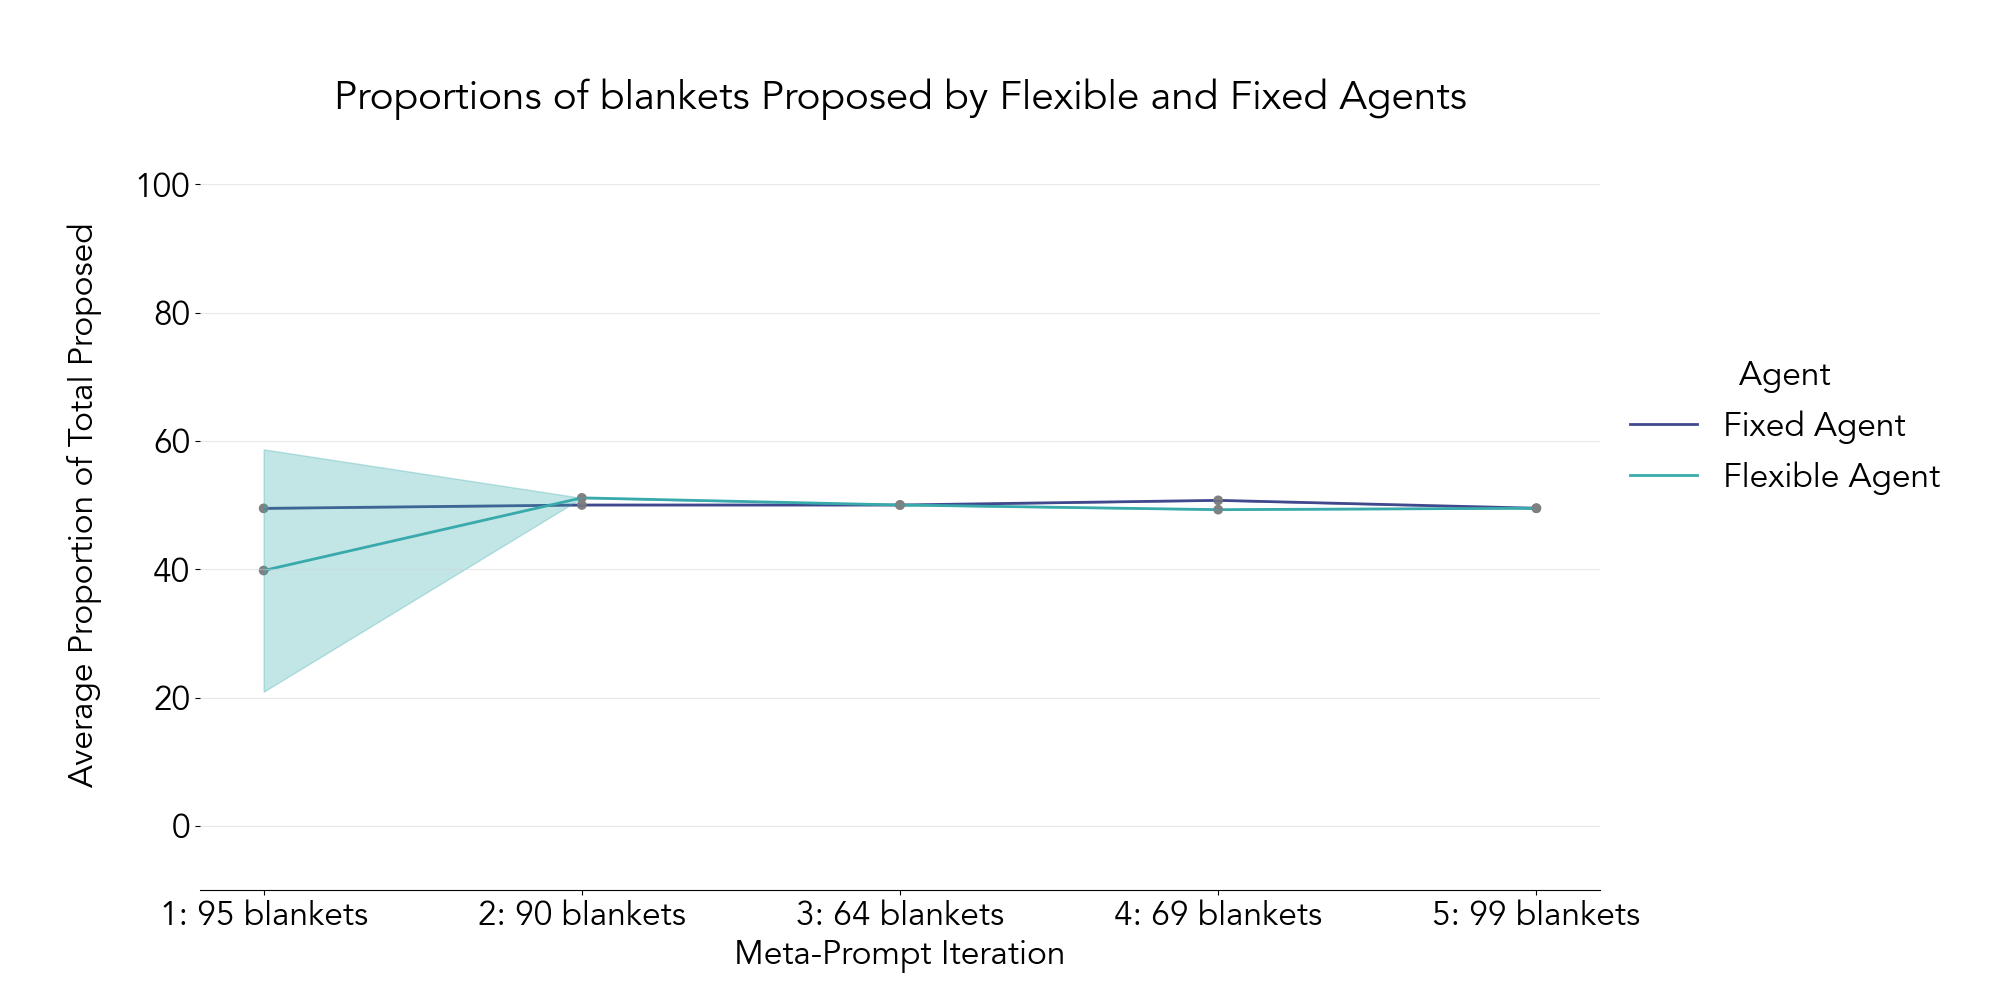 Proportions of blankets Proposed by Flexible and Fixed Agents
Average Proportion of Total Proposed
100
80
60
40
20
0
1: 95 blankets
2: 90 blankets
3: 64 blankets
4: 69 blankets
5: 99 blankets
Meta-Prompt Iteration
Agent
Fixed Agent
Flexible Agent